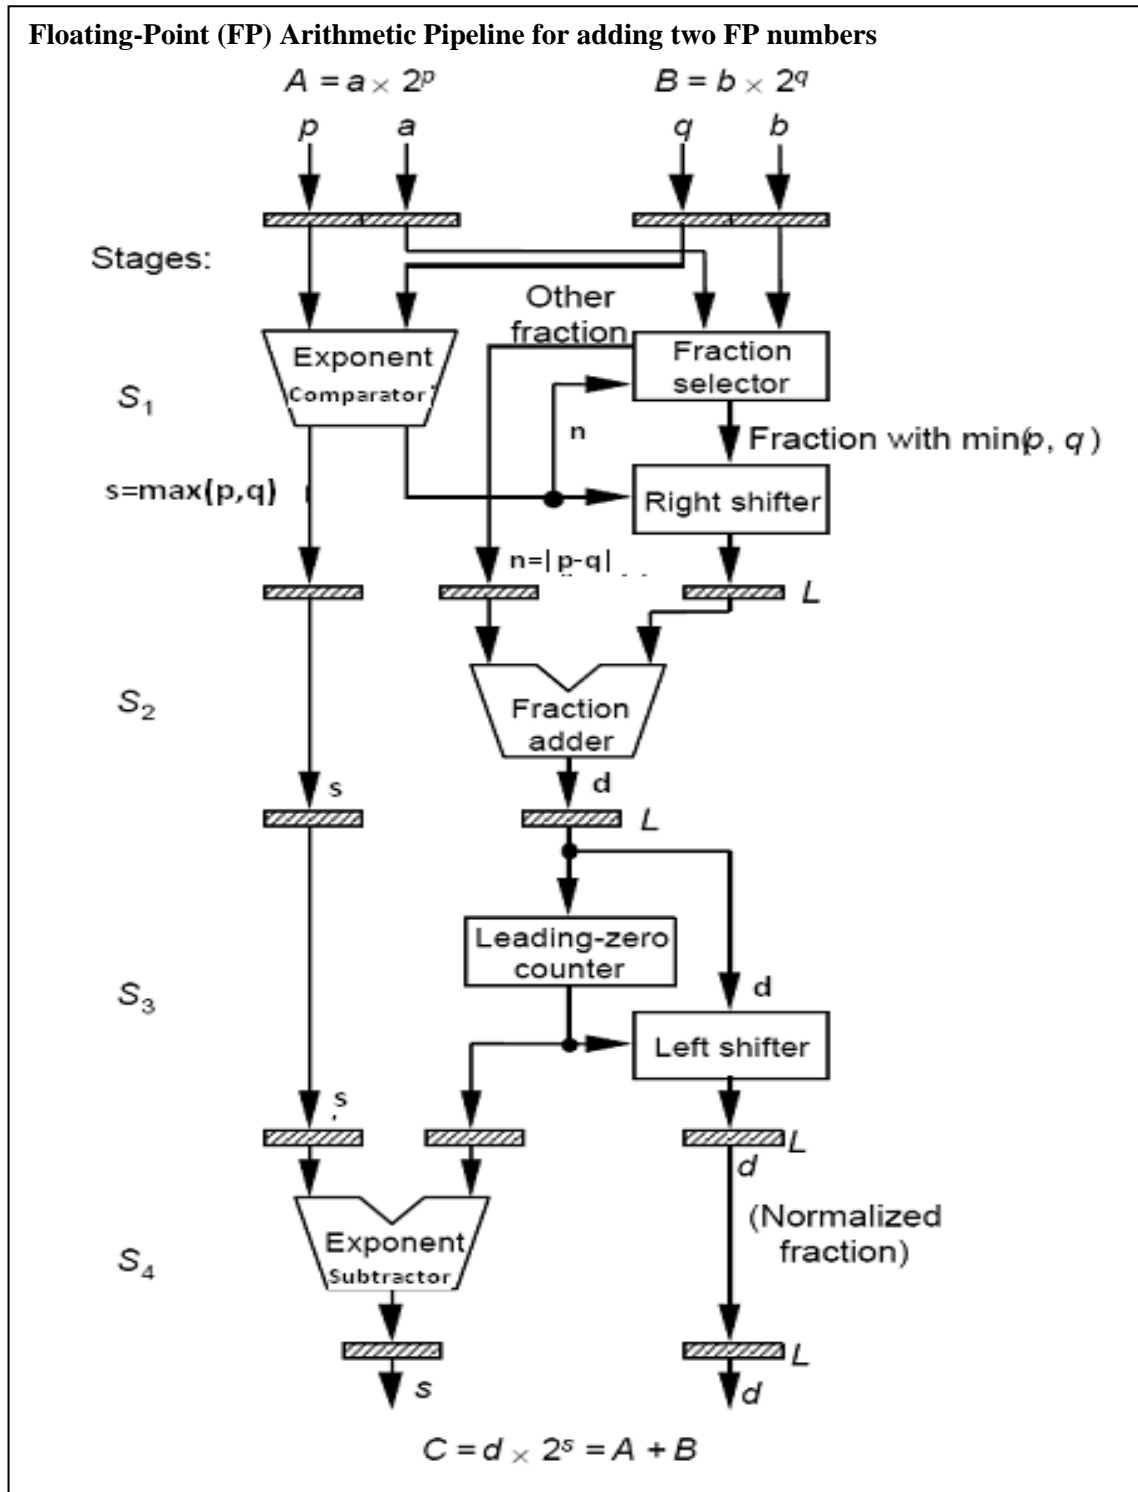 Floating-Point (FP) Arithmetic Pipeline for adding two FP numbers
A = a × 2ᵖ B = b × 2^q
p a q b
Stages:
Other
fraction
Fraction
selector
Exponent
Comparator
S₁
n
Fraction with min(p, q)
s=max(p,q)
Right shifter
n=|p-q|
L
S₂
Fraction
adder
s
d
L
Leading-zero
counter
S₃
d
Left shifter
s
L
d
(Normalized
fraction)
Exponent
Subtractor
S₄
L
s
d
C = d × 2ˢ = A + B